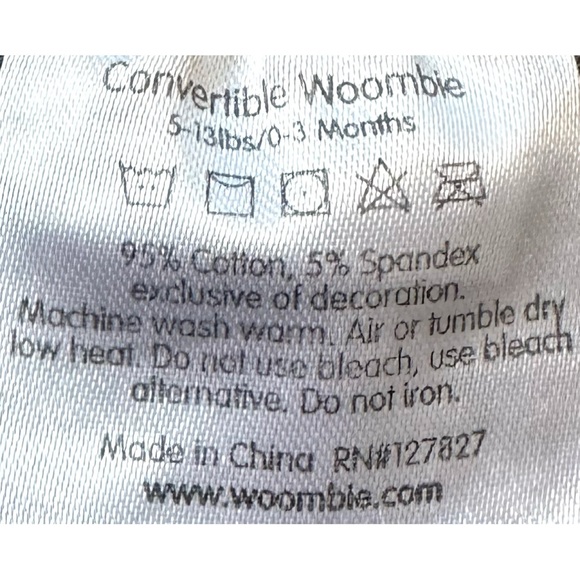 Convertible Woombie
5-13lbs/0-3 Months
95% Cotton, 5% Spandex
exclusive of decoration.
Machine wash warm. Air or tumble dry
low heat. Do not use bleach, use bleach
alternative. Do not iron.
Made in China RN#127827
www.woombie.com